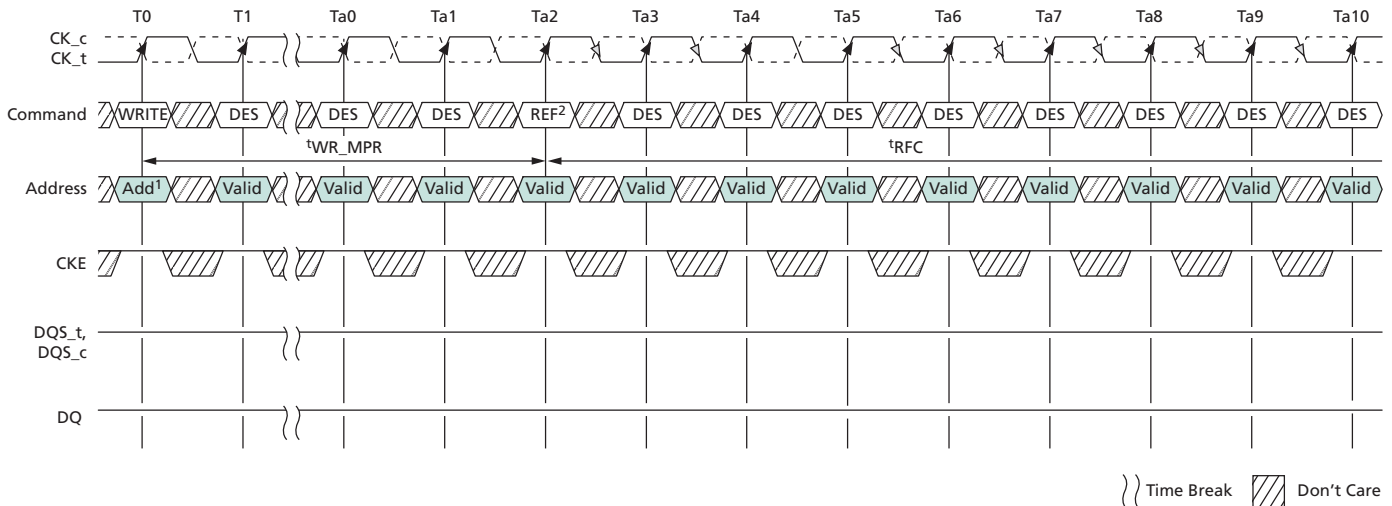 T0 T1 Ta0 Ta1 Ta2 Ta3 Ta4 Ta5 Ta6 Ta7 Ta8 Ta9 Ta10
CK_c
CK_t
Command WRITE DES DES DES REF² DES DES DES DES DES DES DES DES
tWR_MPR tRFC
Address Add¹ Valid Valid Valid Valid Valid Valid Valid Valid Valid Valid Valid Valid
CKE
DQS_t,
DQS_c
DQ
Time Break Don't Care